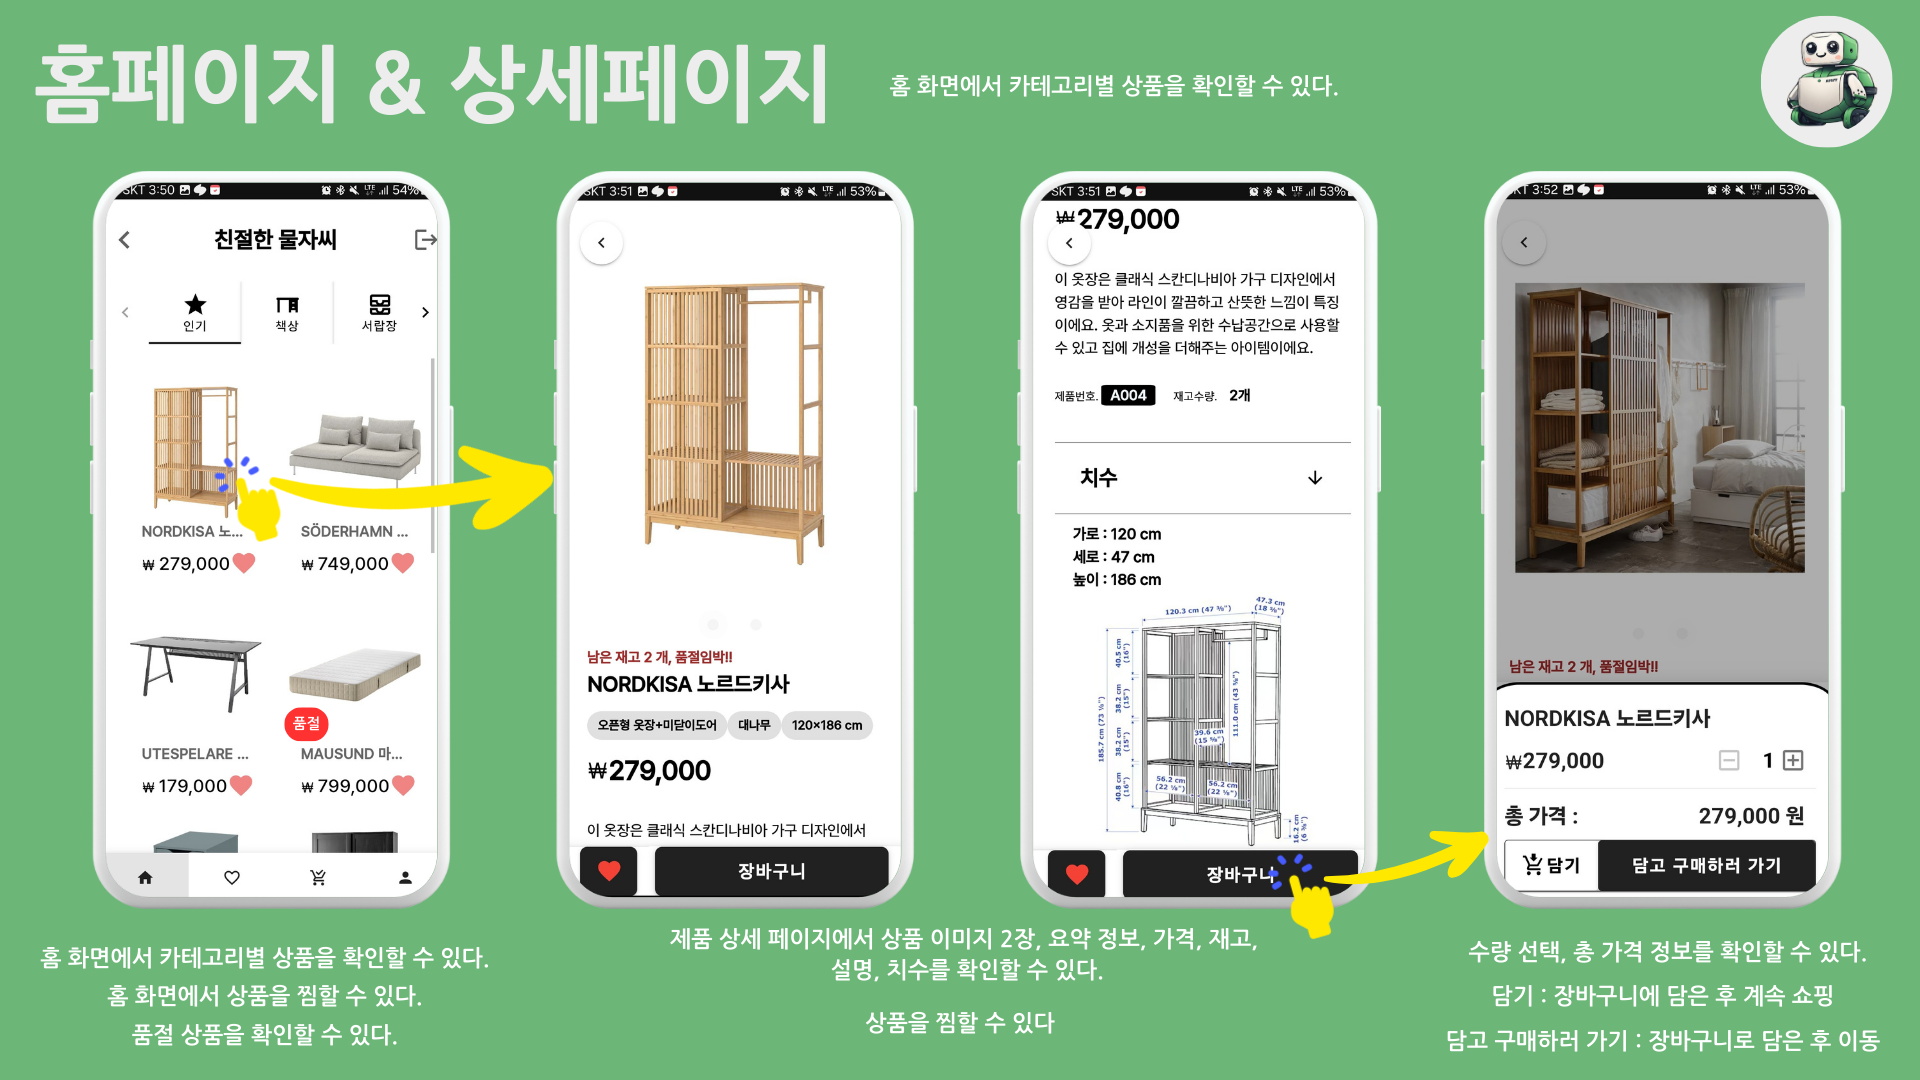 홈페이지 & 상세페이지
홈 화면에서 카테고리별 상품을 확인할 수 있다.
SKT 3:50
LTE
54%
친절한 물자씨
인기
책상
서랍장
NORDKISA 노...
SÖDERHAMN ...
₩ 279,000
₩ 749,000
품절
UTESPELARE ...
MAUSUND 마...
₩ 179,000
₩ 799,000
홈 화면에서 카테고리별 상품을 확인할 수 있다.
홈 화면에서 상품을 찜할 수 있다.
품절 상품을 확인할 수 있다.
SKT 3:51
LTE
53%
남은 재고 2 개, 품절임박!!
NORDKISA 노르드키사
오픈형 옷장+미닫이도어
대나무
120×186 cm
₩279,000
이 옷장은 클래식 스칸디나비아 가구 디자인에서
장바구니
SKT 3:51
LTE
53%
₩279,000
이 옷장은 클래식 스칸디나비아 가구 디자인에서
영감을 받아 라인이 깔끔하고 산뜻한 느낌이 특징
이에요. 옷과 소지품을 위한 수납공간으로 사용할
수 있고 집에 개성을 더해주는 아이템이에요.
제품번호. A004 재고수량. 2개
치수
가로 : 120 cm
세로 : 47 cm
높이 : 186 cm
120.3 cm (47 ⅜")
47.3 cm
(18 ⅝")
40.5 cm
(16")
38.2 cm
(15")
38.2 cm
(15")
40.8 cm
(16")
185.7 cm (73 ⅛")
111.0 cm (43 ¾")
39.6 cm
(15 ⅝")
56.2 cm
(22 ⅛")
56.2 cm
(22 ⅛")
16.2 cm
(6 ⅜")
장바구니
제품 상세 페이지에서 상품 이미지 2장, 요약 정보, 가격, 재고,
설명, 치수를 확인할 수 있다.
상품을 찜할 수 있다
KT 3:52
LTE
53%
남은 재고 2 개, 품절임박!!
NORDKISA 노르드키사
₩279,000
1
총 가격 :
279,000 원
담기
담고 구매하러 가기
수량 선택, 총 가격 정보를 확인할 수 있다.
담기 : 장바구니에 담은 후 계속 쇼핑
담고 구매하러 가기 : 장바구니로 담은 후 이동